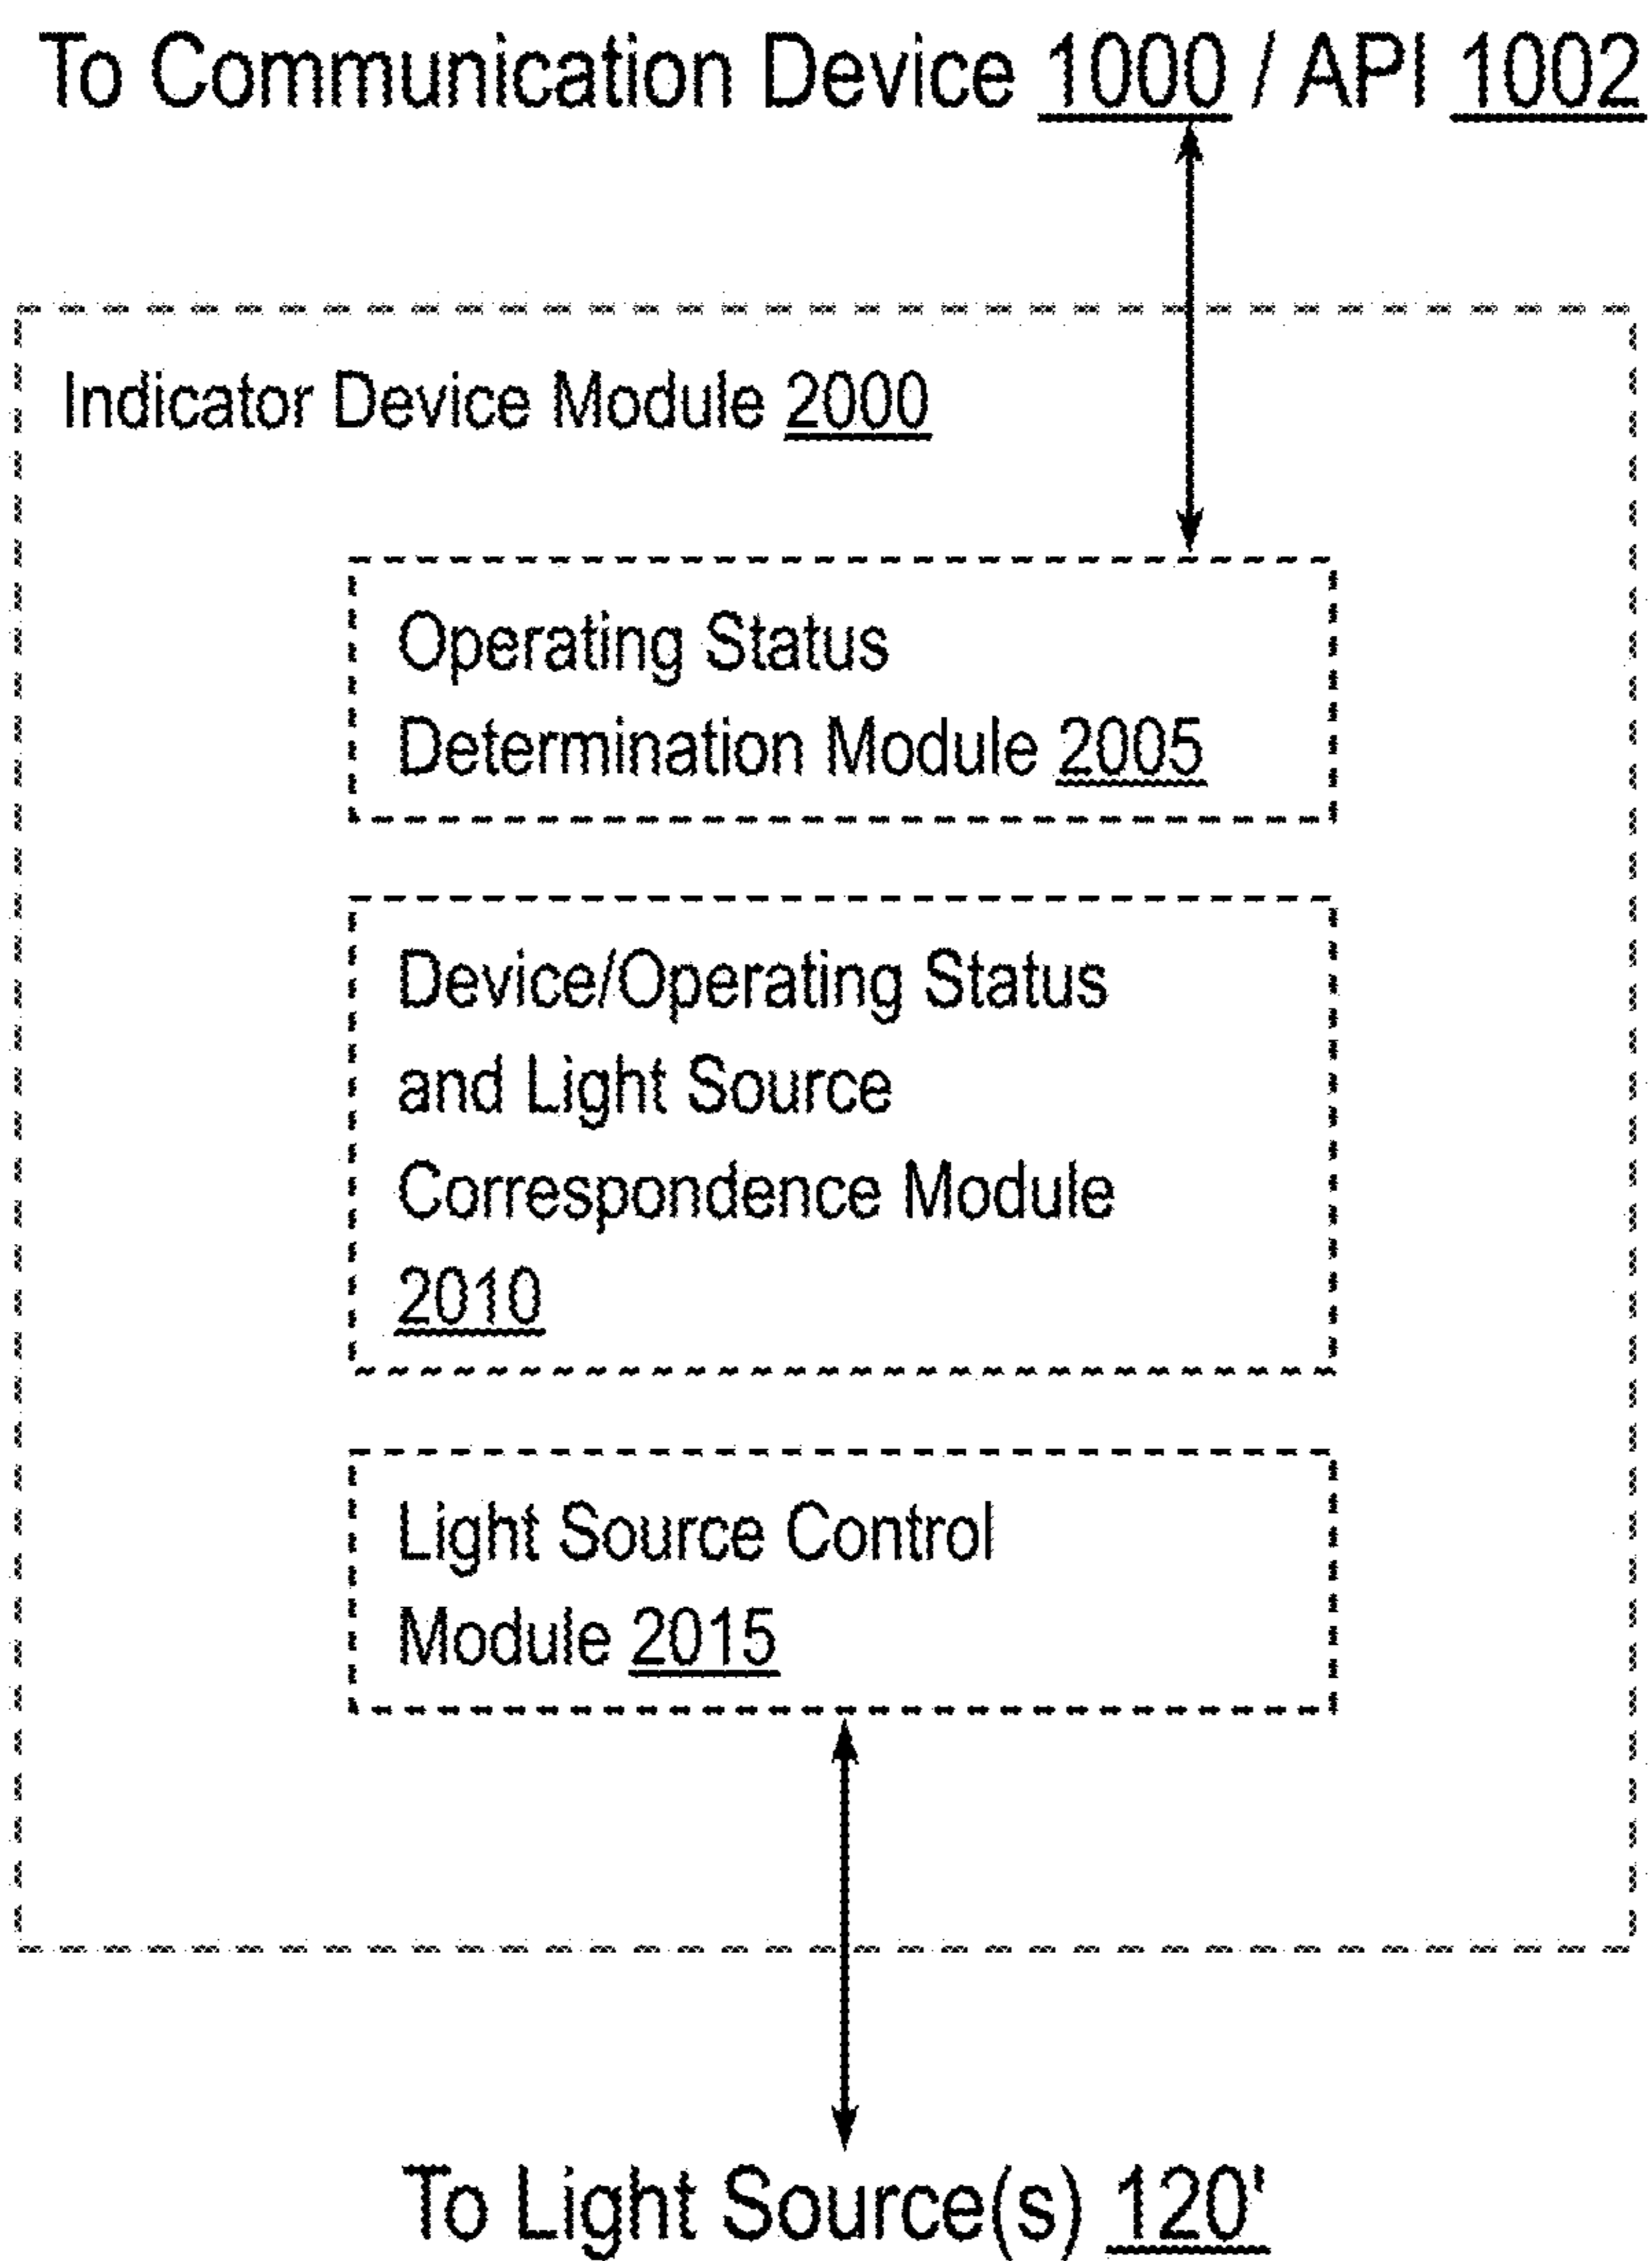 To Communication Device 1000 / API 1002
Indicator Device Module 2000
Operating Status
Determination Module 2005
Device/Operating Status
and Light Source
Correspondence Module
2010
Light Source Control
Module 2015
To Light Source(s) 120'